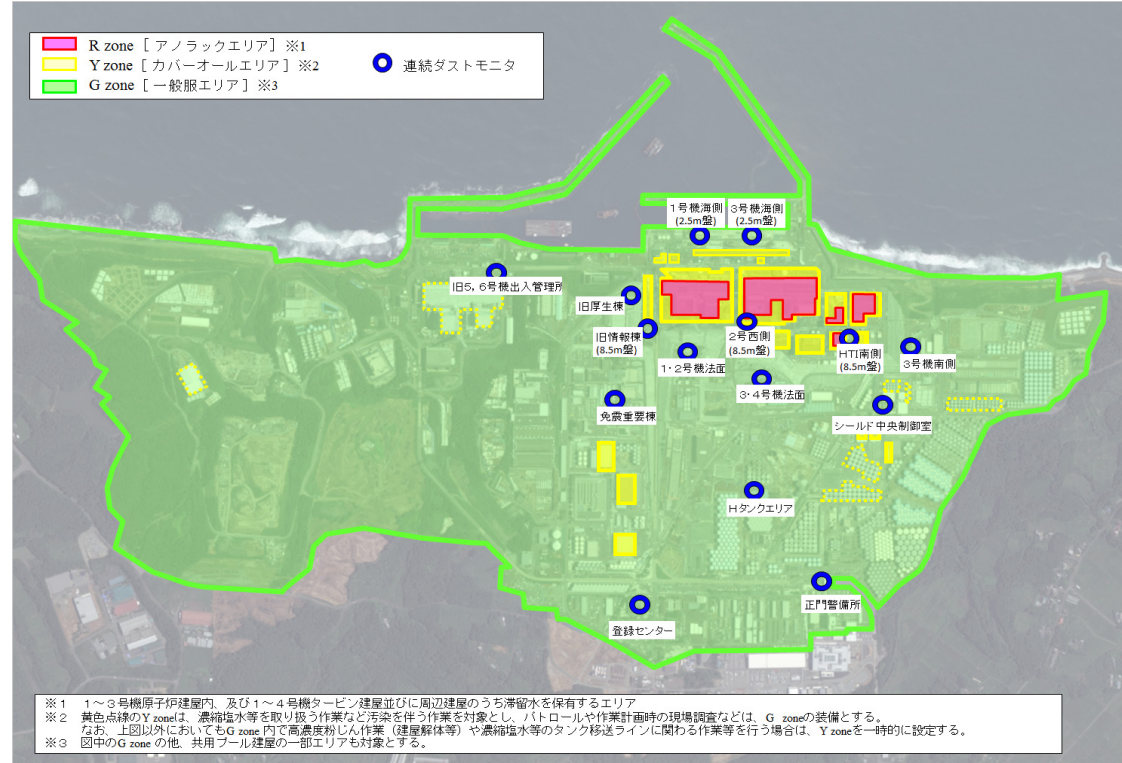 R zone [ アノラックエリア] ※1
Y zone [ カバーオールエリア] ※2
G zone [ 一般服エリア] ※3
連続ダストモニタ
1号機海側
(2.5m盤)
3号機海側
(2.5m盤)
旧5,6号機出入管理所
旧厚生棟
旧情報棟
(8.5m盤)
2号西側
(8.5m盤)
HTI南側
(8.5m盤)
3号機南側
1・2号機法面
3・4号機法面
免震重要棟
シールド中央制御室
Hタンクエリア
正門警備所
登録センター
※1 1～3号機原子炉建屋内、及び1～4号機タービン建屋並びに周辺建屋のうち滞留水を保有するエリア
※2 黄色点線のY zoneは、濃縮塩水等を取り扱う作業など汚染を伴う作業を対象とし、パトロールや作業計画時の現場調査などは、G zoneの装備とする。
なお、上図以外においてもG zone 内で高濃度粉じん作業(建屋解体等)や濃縮塩水等のタンク移送ラインに関わる作業等を行う場合は、Y zoneを一時的に設定する。
※3 図中のG zone の他、共用プール建屋の一部エリアも対象とする。